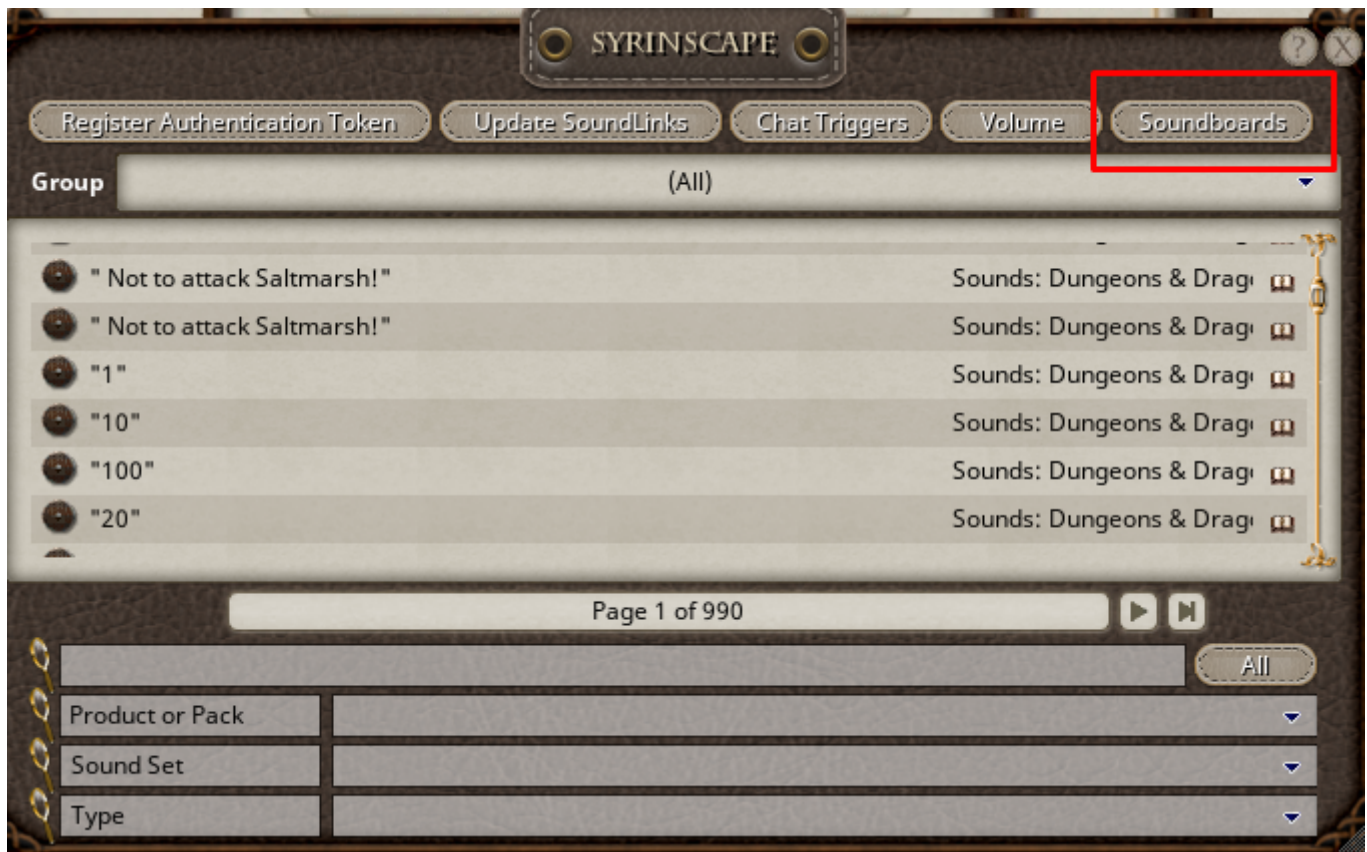 SYRINSCAPE
? X
Register Authentication Token Update SoundLinks Chat Triggers Volume Soundboards
Group (All)
" Not to attack Saltmarsh!" Sounds: Dungeons & Drag
" Not to attack Saltmarsh!" Sounds: Dungeons & Drag
"1" Sounds: Dungeons & Drag
"10" Sounds: Dungeons & Drag
"100" Sounds: Dungeons & Drag
"20" Sounds: Dungeons & Drag
Page 1 of 990
All
Product or Pack
Sound Set
Type